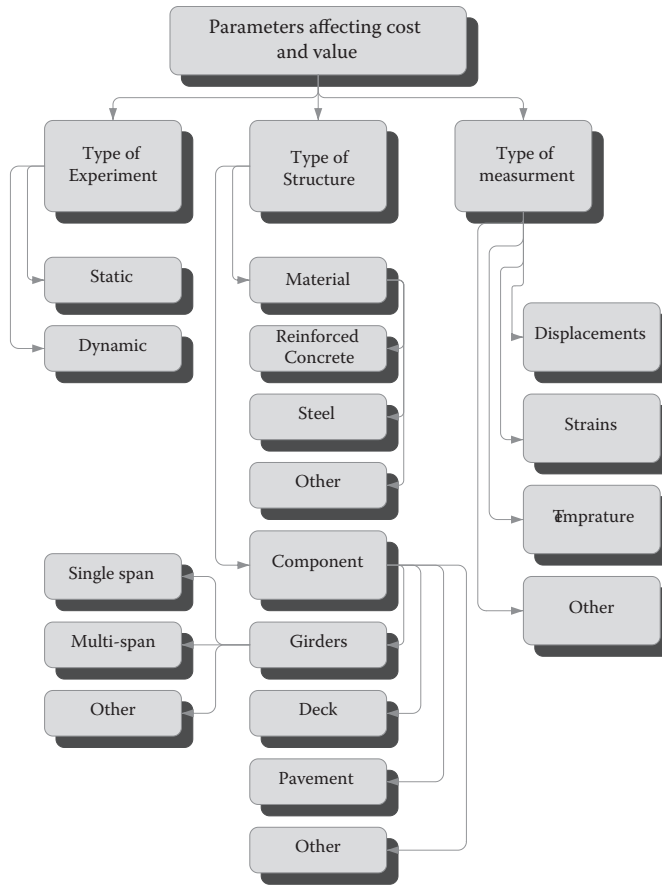 Parameters affecting cost
and value
Type of
Experiment
Type of
Structure
Type of
measurment
Static
Dynamic
Material
Reinforced
Concrete
Steel
Other
Component
Girders
Deck
Pavement
Other
Single span
Multi-span
Other
Displacements
Strains
Temprature
Other